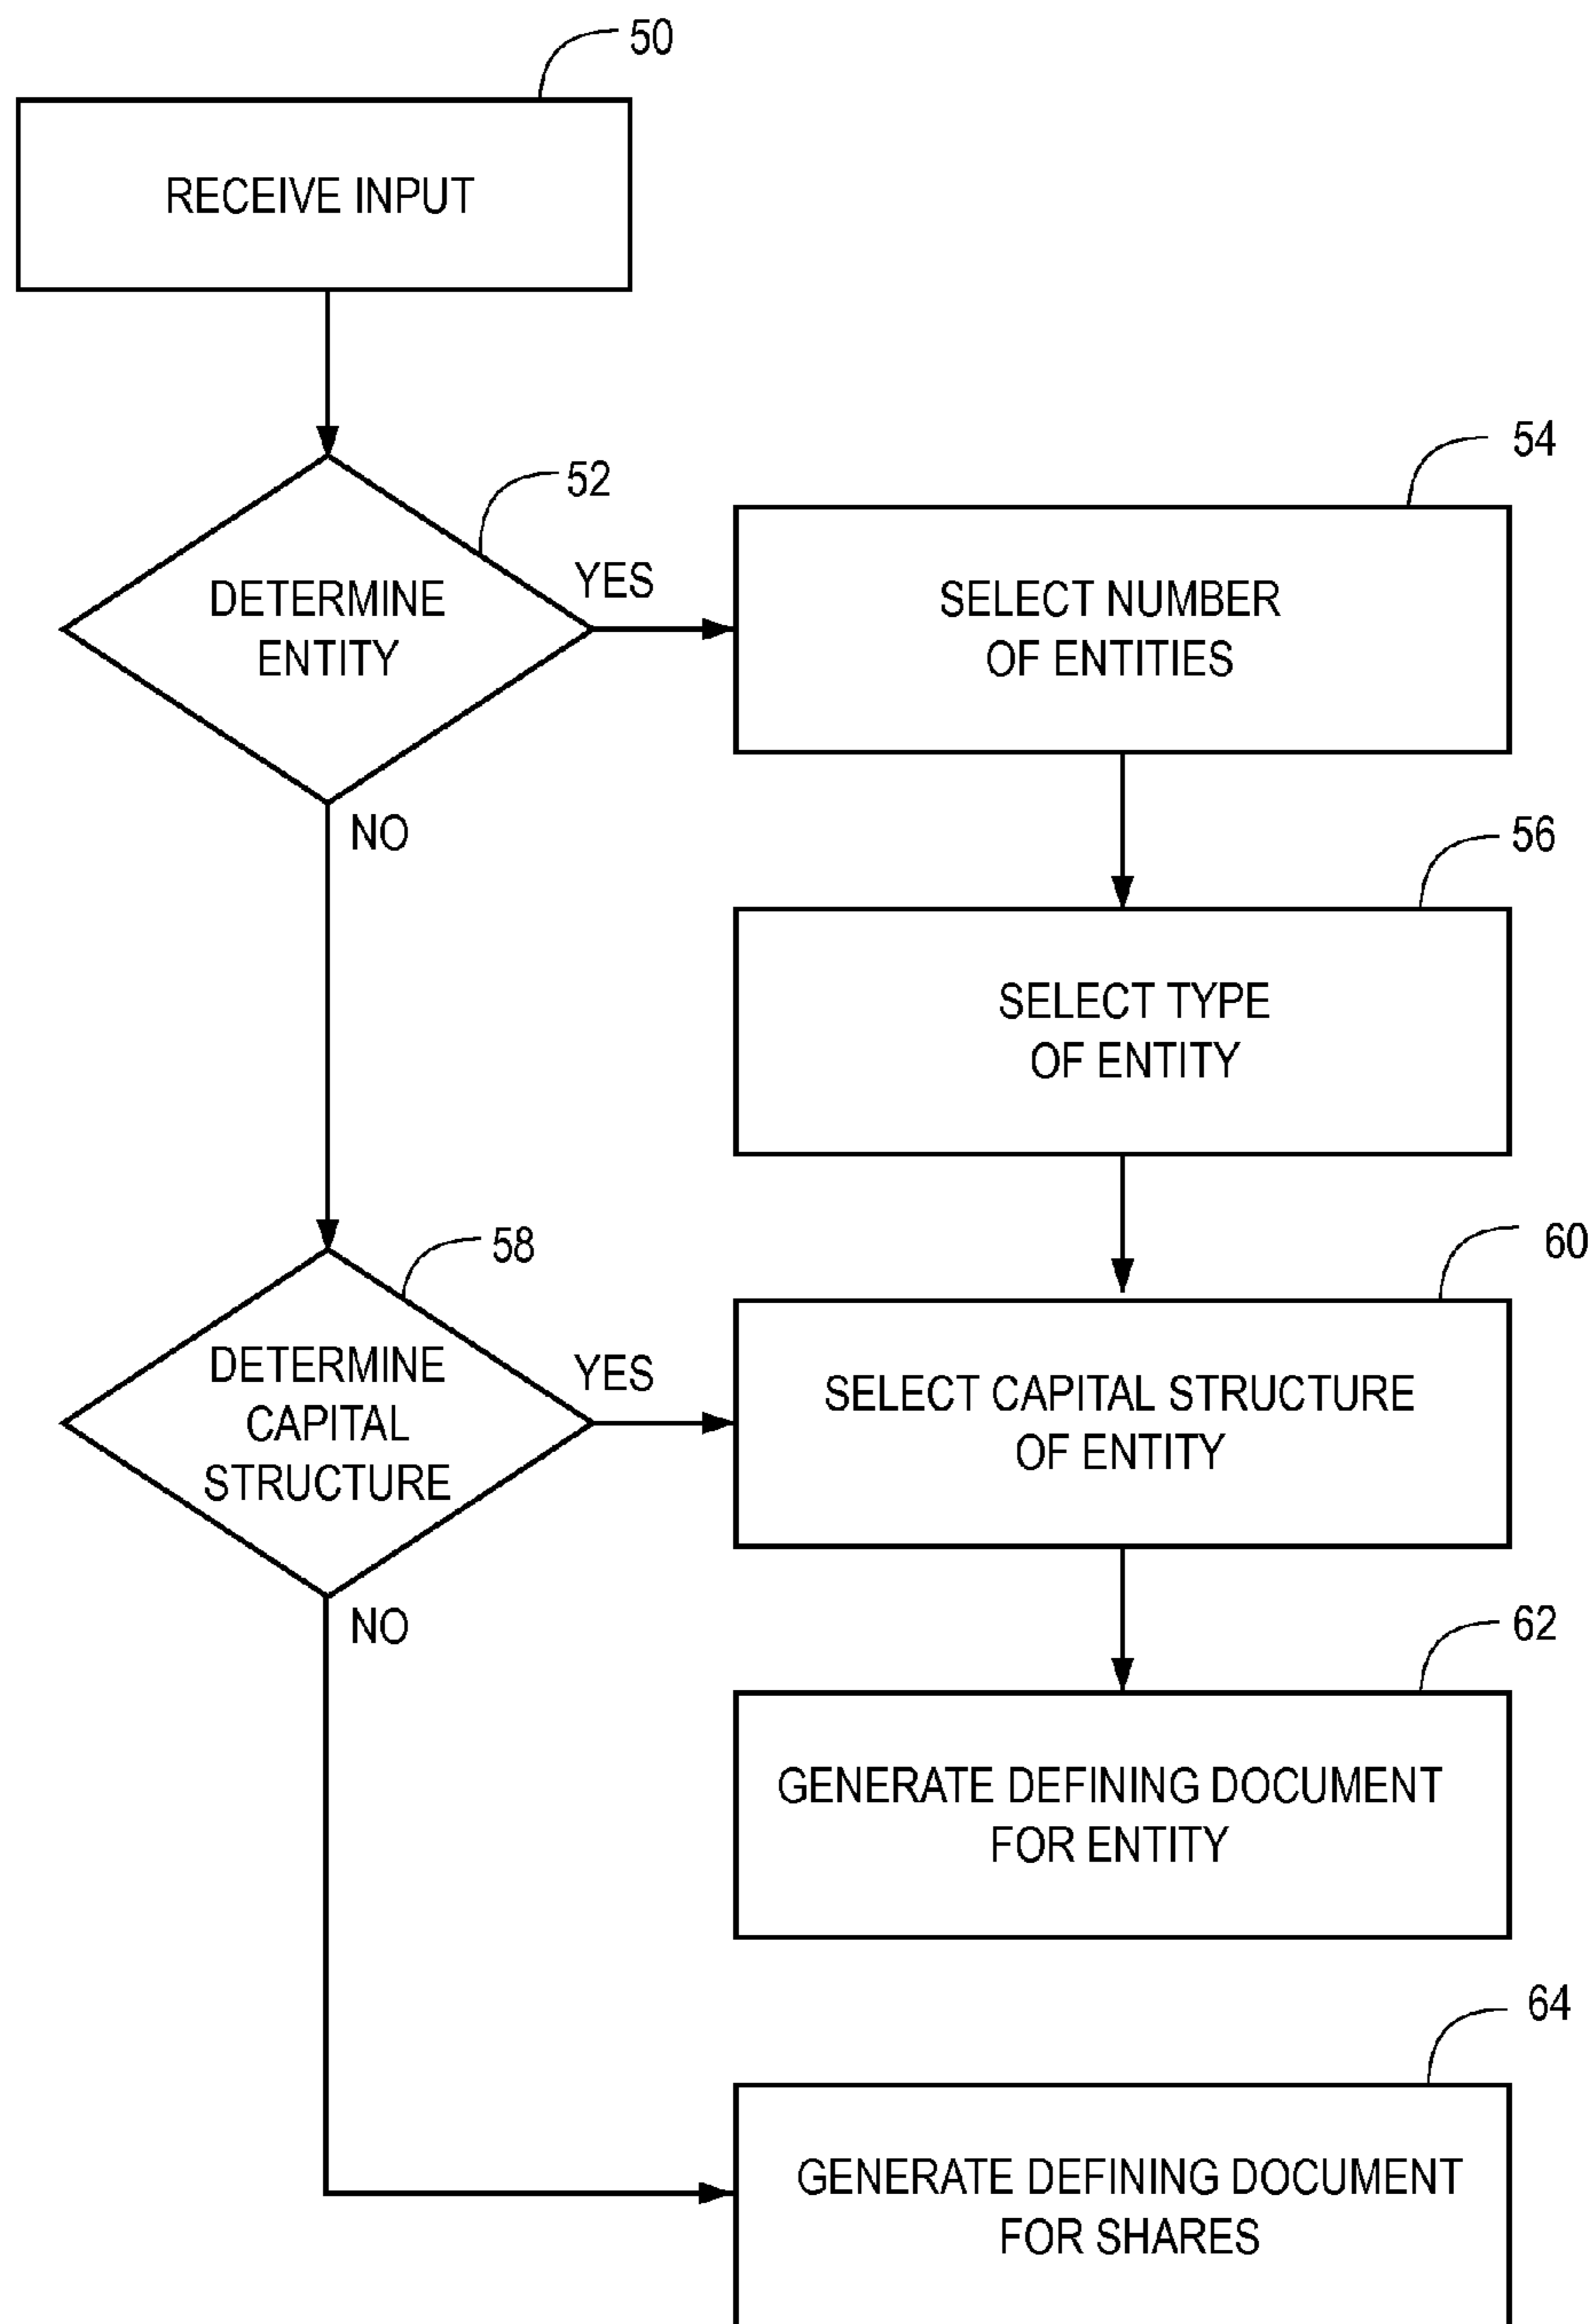 50
RECEIVE INPUT
52
DETERMINE
ENTITY
YES
NO
54
SELECT NUMBER
OF ENTITIES
56
SELECT TYPE
OF ENTITY
58
DETERMINE
CAPITAL
STRUCTURE
YES
NO
60
SELECT CAPITAL STRUCTURE
OF ENTITY
62
GENERATE DEFINING DOCUMENT
FOR ENTITY
64
GENERATE DEFINING DOCUMENT
FOR SHARES